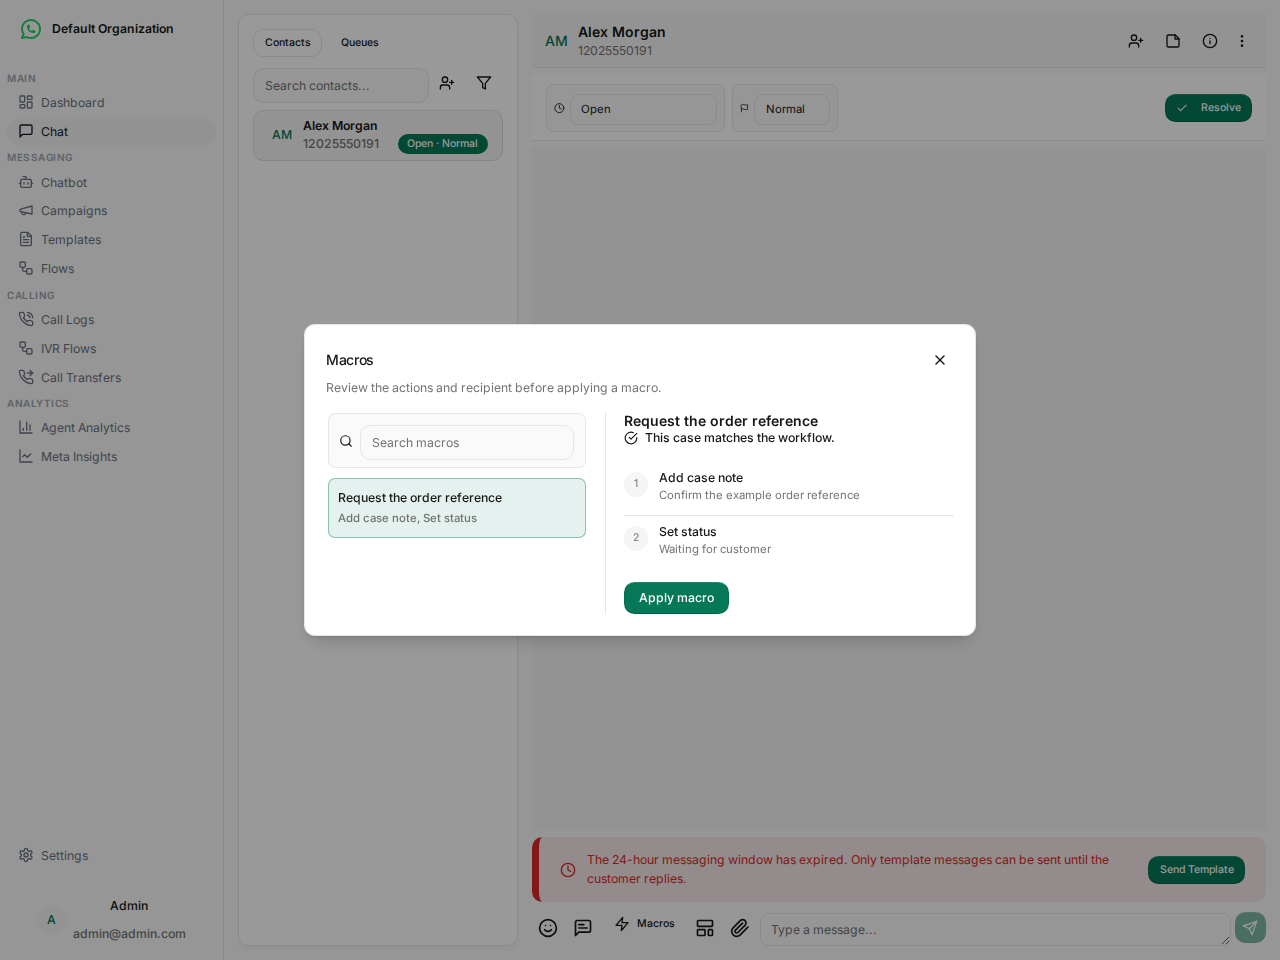 Default Organization
MAIN
Dashboard
Chat
MESSAGING
Chatbot
Campaigns
Templates
Flows
CALLING
Call Logs
IVR Flows
Call Transfers
ANALYTICS
Agent Analytics
Meta Insights
Settings
A
Admin
admin@admin.com
Contacts
Queues
Search contacts...
AM
Alex Morgan
12025550191
Open · Normal
AM
Alex Morgan
12025550191
Open
Normal
Resolve
Macros
Review the actions and recipient before applying a macro.
Search macros
Request the order reference
Add case note, Set status
Request the order reference
This case matches the workflow.
1
Add case note
Confirm the example order reference
2
Set status
Waiting for customer
Apply macro
The 24-hour messaging window has expired. Only template messages can be sent until the
customer replies.
Send Template
Macros
Type a message...